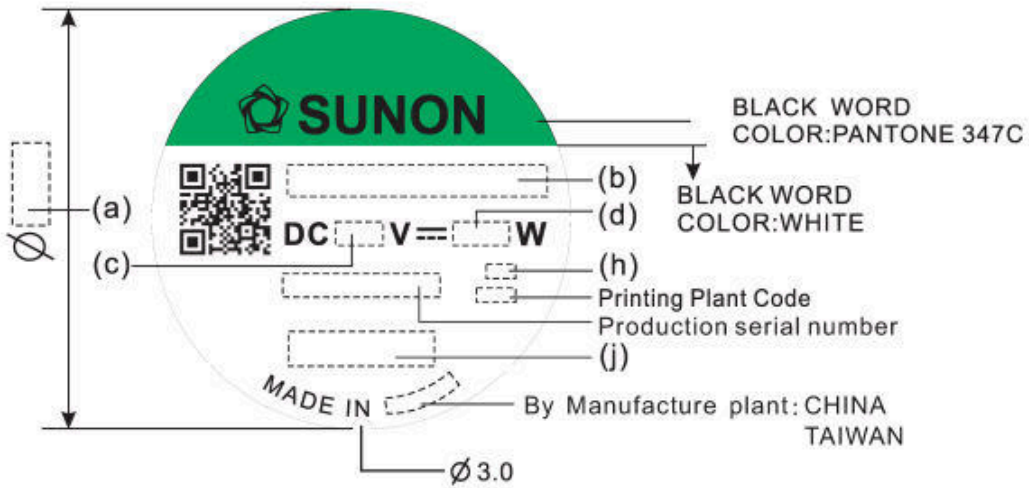 SUNON
BLACK WORD
COLOR:PANTONE 347C
(b)
BLACK WORD
COLOR:WHITE
(a)
(d)
DC V⎓ W
Ø
(c)
(h)
Printing Plant Code
Production serial number
(j)
MADE IN
By Manufacture plant: CHINA
TAIWAN
Ø 3.0